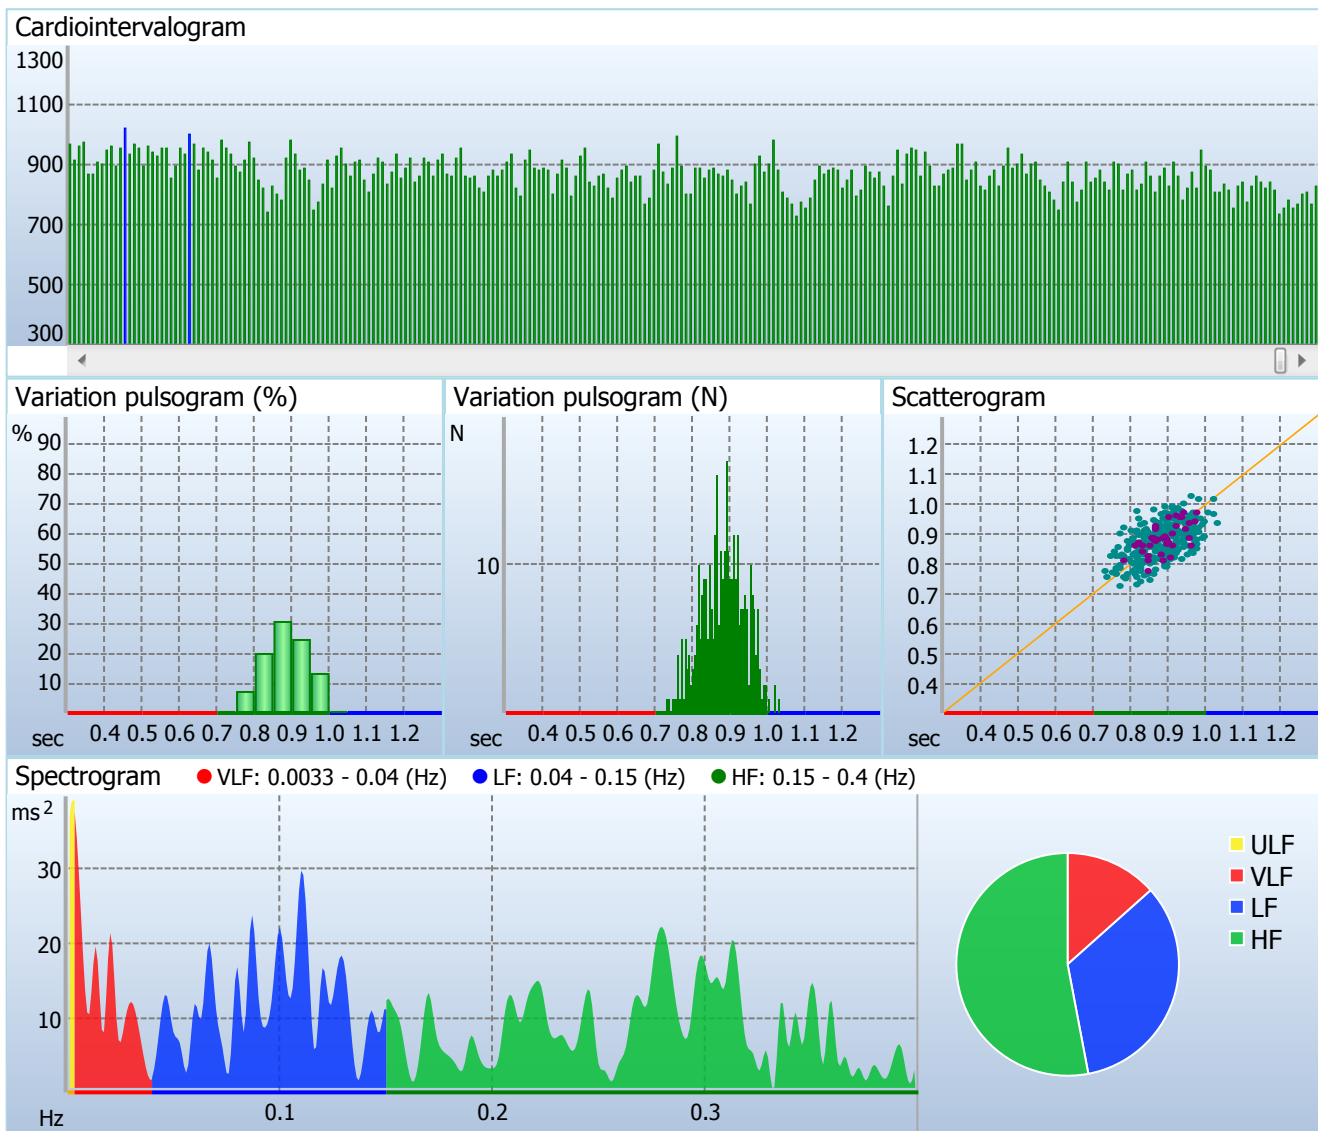 Cardiointervalogram
1300
1100
900
700
500
300
Variation pulsogram (%)
% 90
80
70
60
50
40
30
20
10
sec 0.4 0.5 0.6 0.7 0.8 0.9 1.0 1.1 1.2
Variation pulsogram (N)
N
10
sec 0.4 0.5 0.6 0.7 0.8 0.9 1.0 1.1 1.2
Scatterogram
1.2
1.1
1.0
0.9
0.8
0.7
0.6
0.5
0.4
sec 0.4 0.5 0.6 0.7 0.8 0.9 1.0 1.1 1.2
Spectrogram VLF: 0.0033 - 0.04 (Hz) LF: 0.04 - 0.15 (Hz) HF: 0.15 - 0.4 (Hz)
ms²
30
20
10
Hz 0.1 0.2 0.3
ULF
VLF
LF
HF